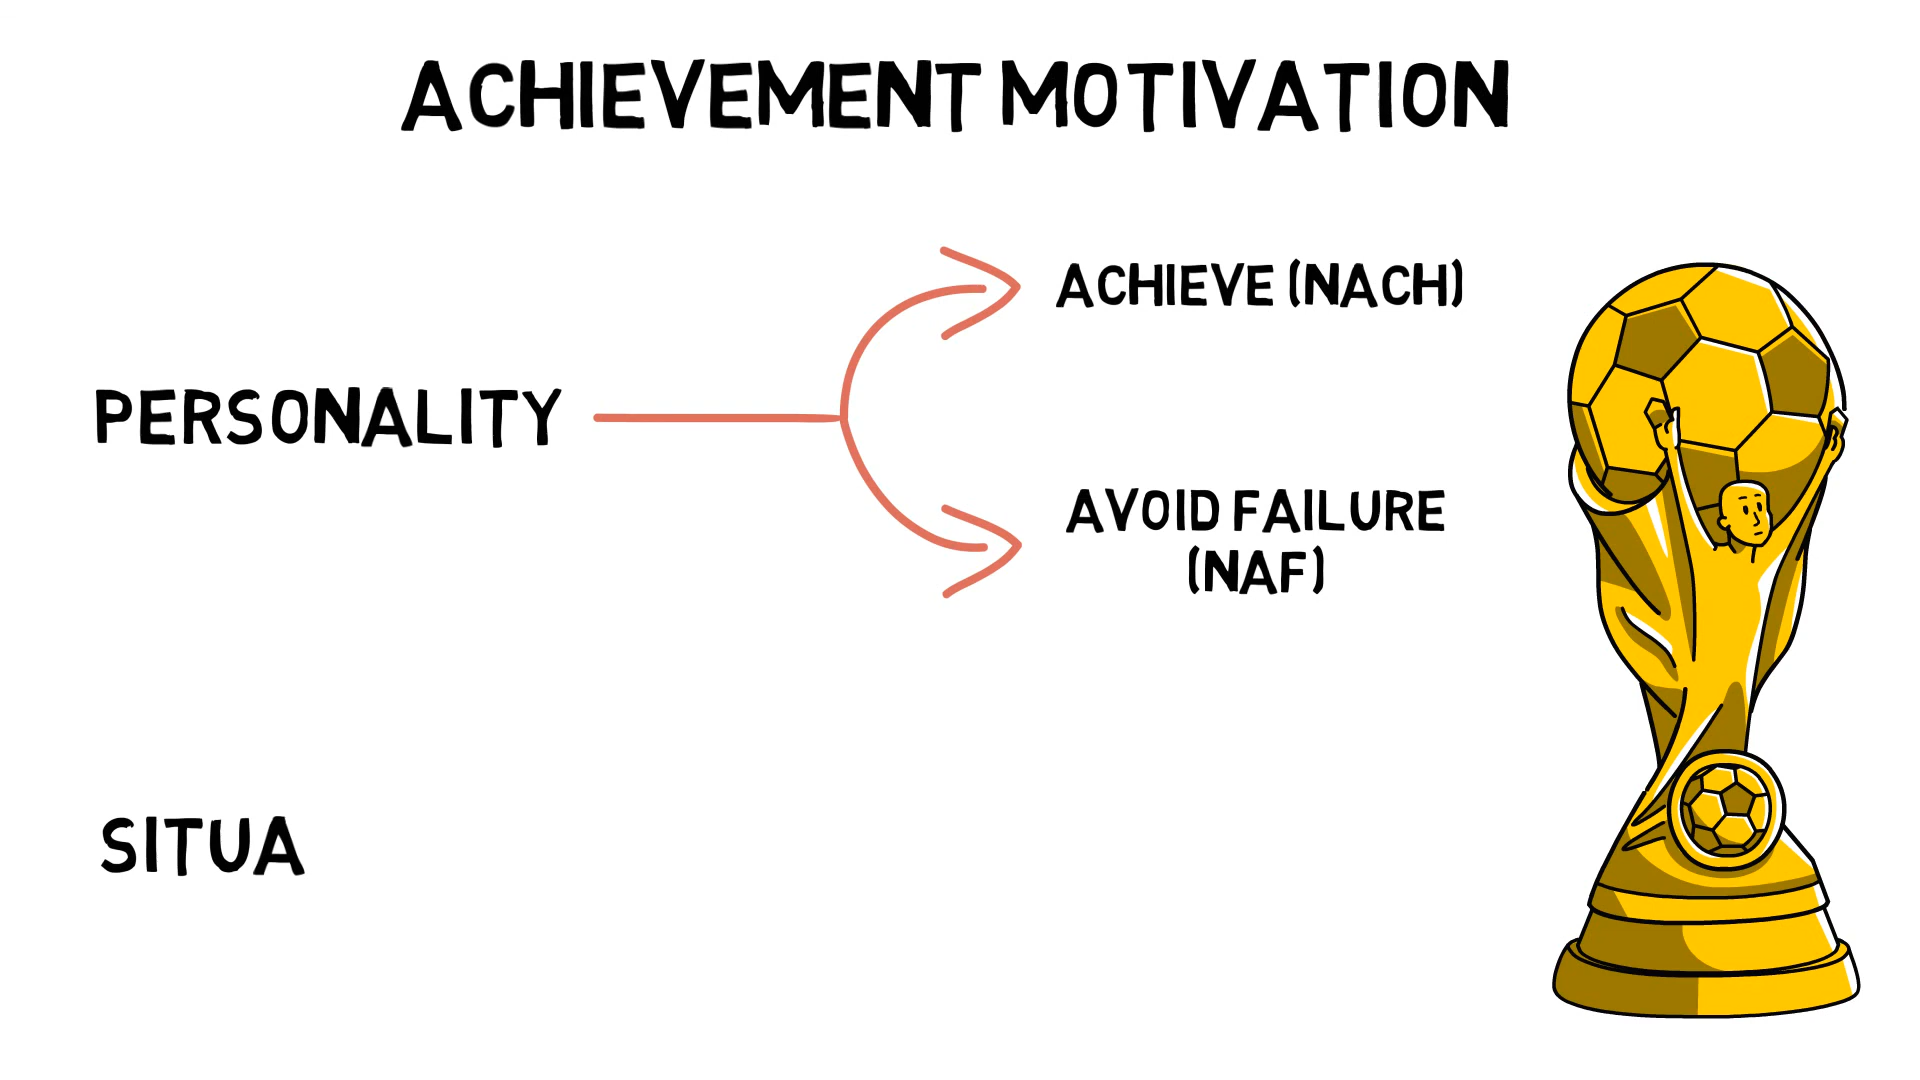 ACHIEVEMENT MOTIVATION
ACHIEVE (NACH)
PERSONALITY
AVOID FAILURE
(NAF)
SITUA